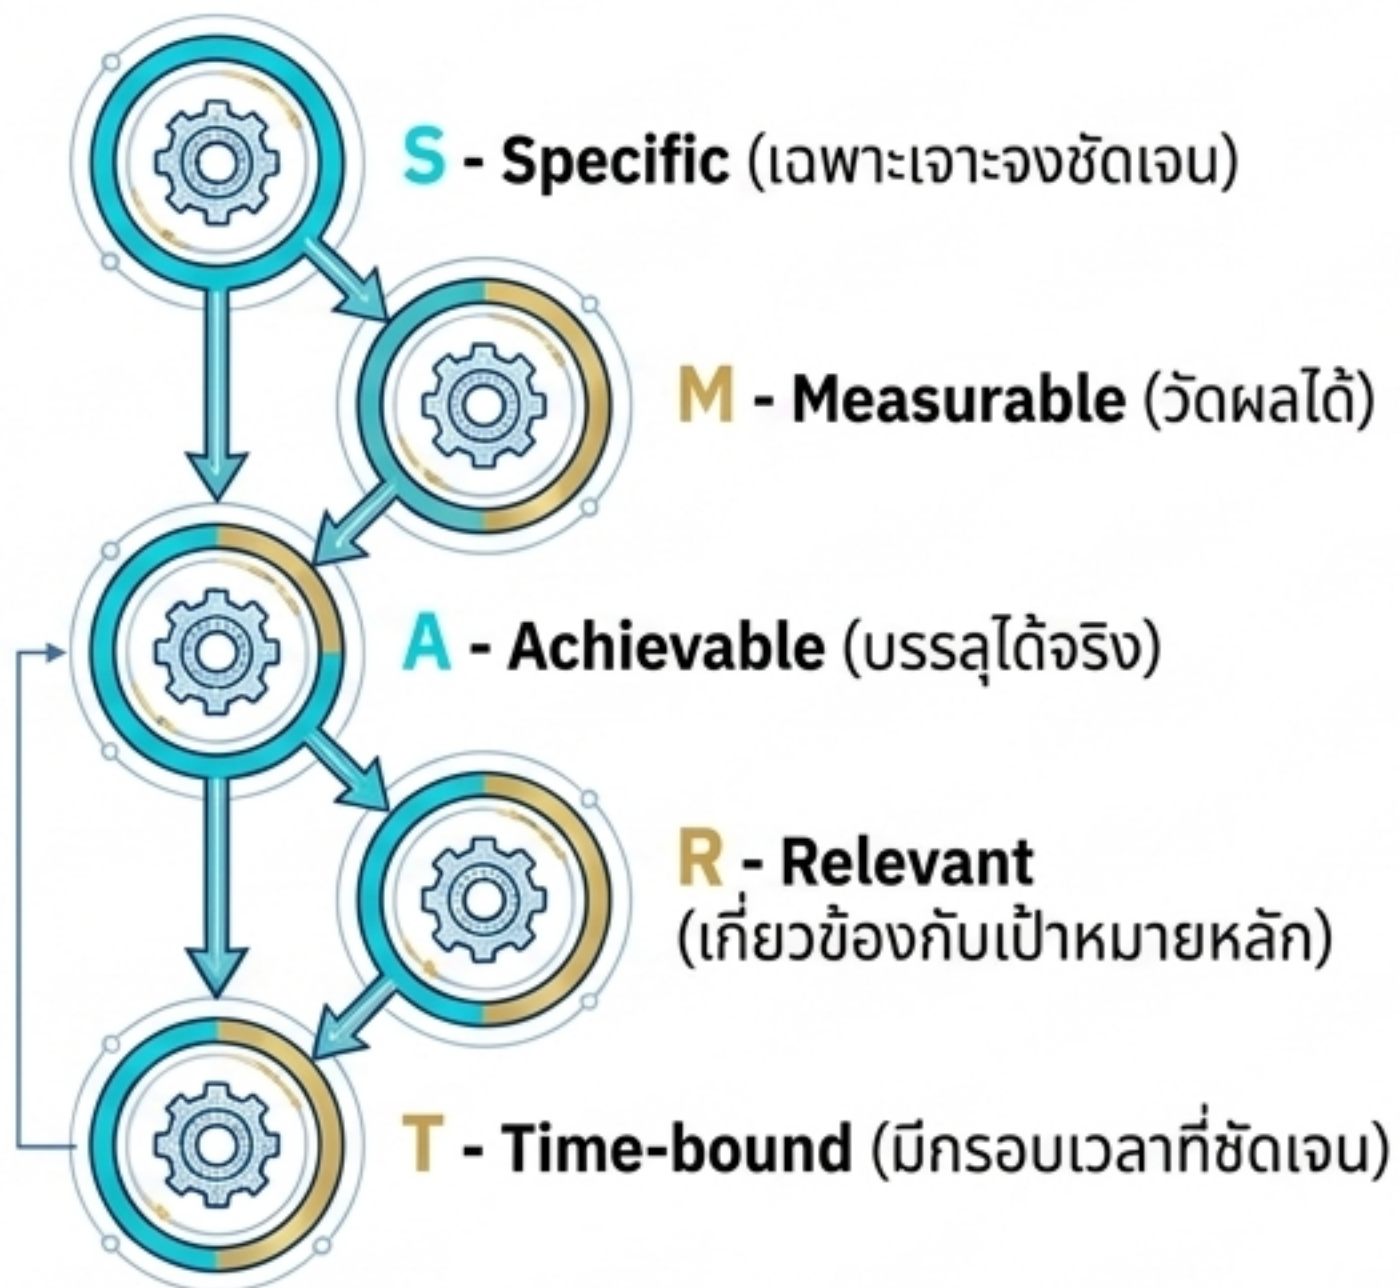 S - Specific (เฉพาะเจาะจงชัดเจน)
M - Measurable (วัดผลได้)
A - Achievable (บรรลุได้จริง)
R - Relevant
(เกี่ยวข้องกับเป้าหมายหลัก)
T - Time-bound (มีกรอบเวลาที่ชัดเจน)